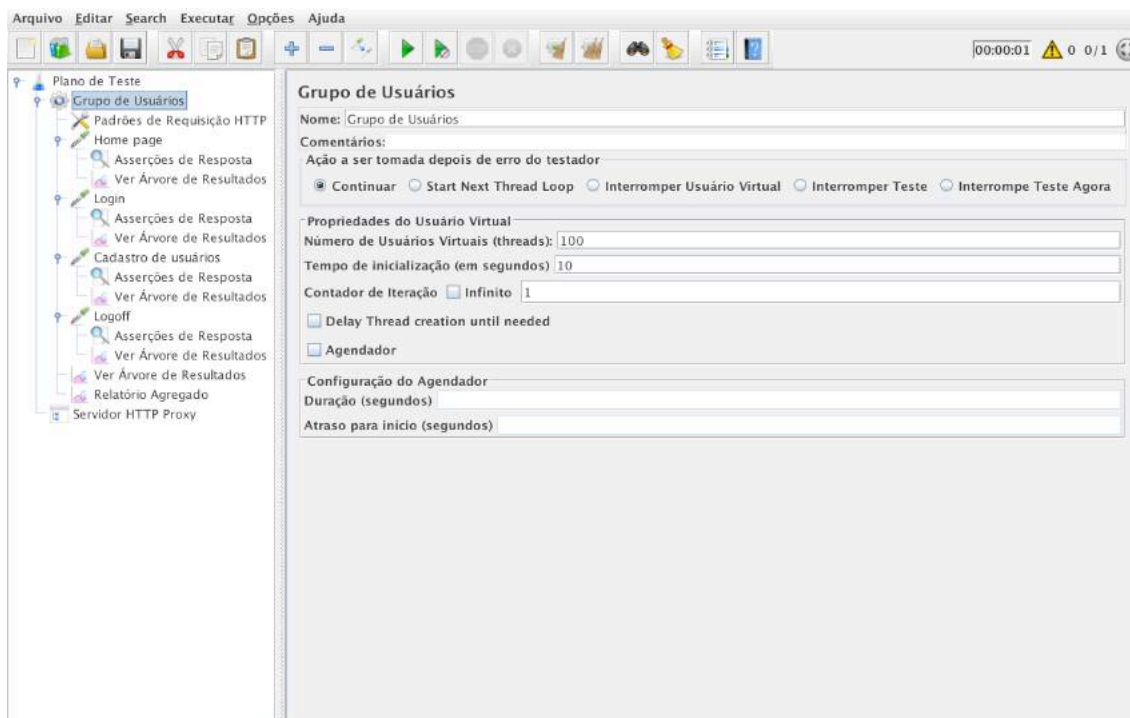 Arquivo Editar Search Executar Opções Ajuda
00:00:01 0 0/1
Plano de Teste
Grupo de Usuários
Padrões de Requisição HTTP
Home page
Asserções de Resposta
Ver Árvore de Resultados
Login
Asserções de Resposta
Ver Árvore de Resultados
Cadastro de usuários
Asserções de Resposta
Ver Árvore de Resultados
Logoff
Asserções de Resposta
Ver Árvore de Resultados
Ver Árvore de Resultados
Relatório Agregado
Servidor HTTP Proxy
Grupo de Usuários
Nome: Grupo de Usuários
Comentários:
Ação a ser tomada depois de erro do testador
Continuar Start Next Thread Loop Interromper Usuário Virtual Interromper Teste Interrompe Teste Agora
Propriedades do Usuário Virtual
Número de Usuários Virtuais (threads): 100
Tempo de inicialização (em segundos) 10
Contador de Iteração Infinito 1
Delay Thread creation until needed
Agendador
Configuração do Agendador
Duração (segundos)
Atraso para início (segundos)